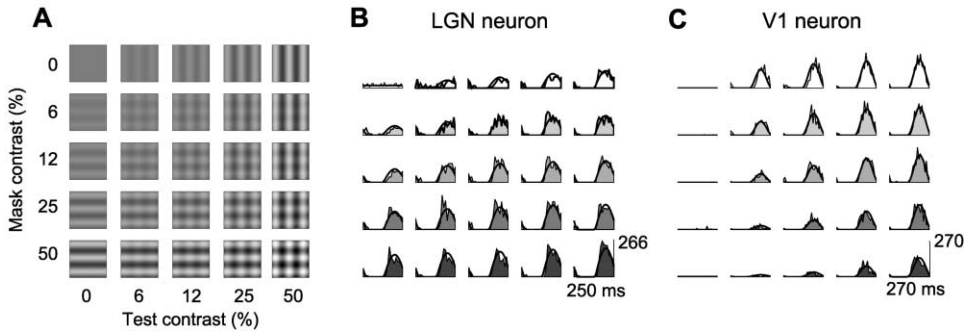 A
B
LGN neuron
C
V1 neuron
Mask contrast (%)
0
6
12
25
50
0 6 12 25 50
Test contrast (%)
266
250 ms
270
270 ms